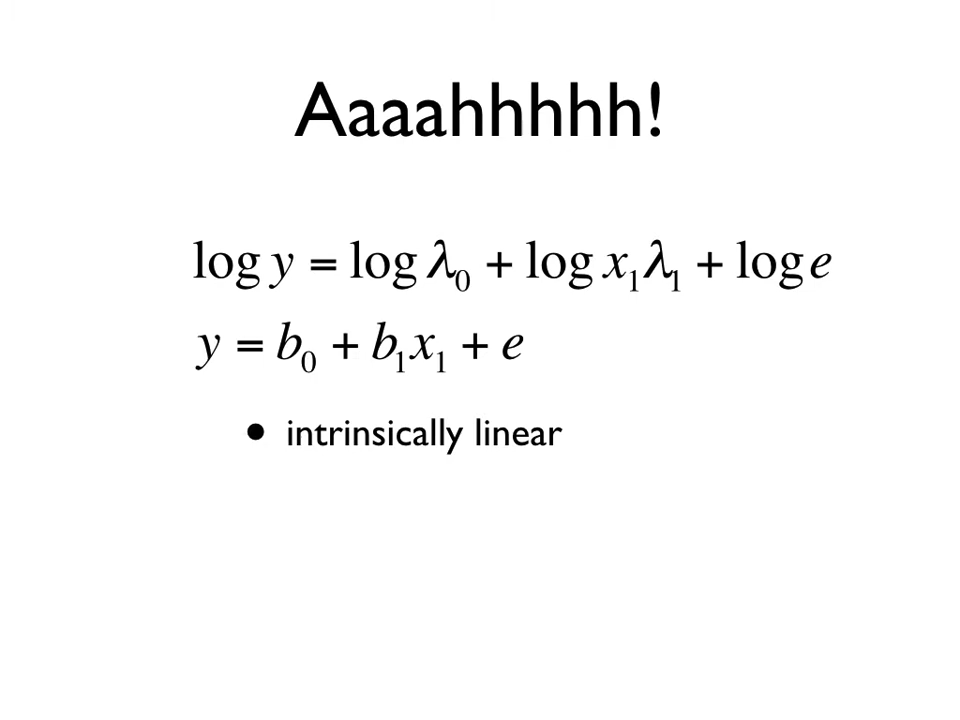 Aaaahhhhh!
log y = log λ₀ + log x₁λ₁ + log e
y = b₀ + b₁x₁ + e
• intrinsically linear